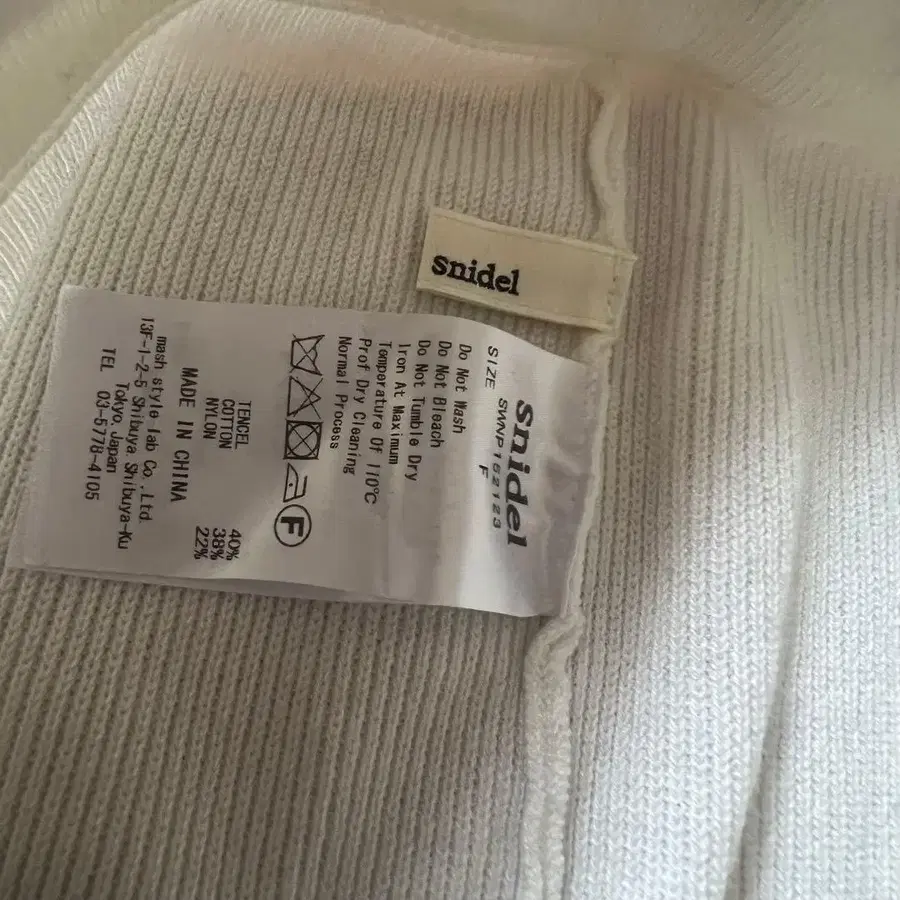 snidel
snidel
SWNP152123
SIZE F
Do Not Wash
Do Not Bleach
Do Not Tumble Dry
Iron At Maximum
Temperature Of 110℃
Prof Dry Cleaning
Normal Process
F
TENCEL 40%
COTTON 38%
NYLON 22%
MADE IN CHINA
mash style lab Co.,Ltd.
13F-1-2-5 Shibuya, Shibuya-Ku
Tokyo, Japan
TEL 03-5778-4105